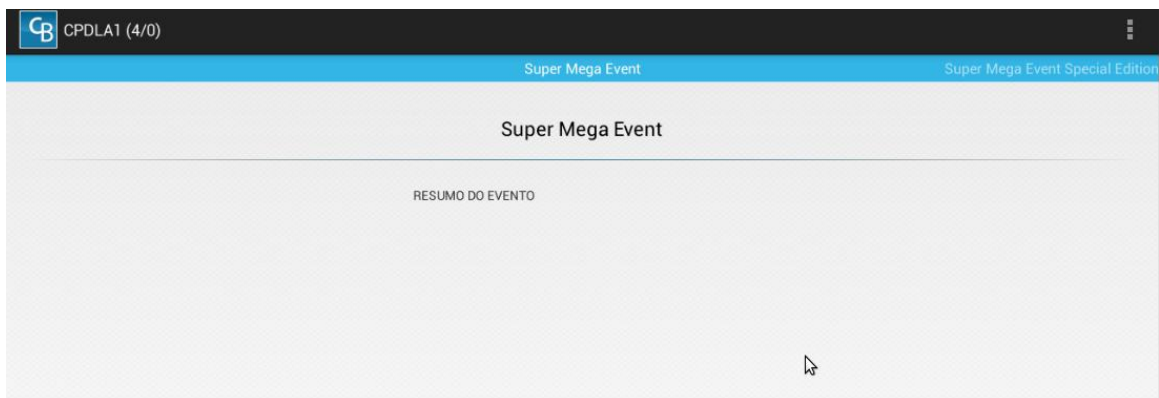 CB CPDLA1 (4/0)
Super Mega Event Super Mega Event Special Edition
Super Mega Event
RESUMO DO EVENTO